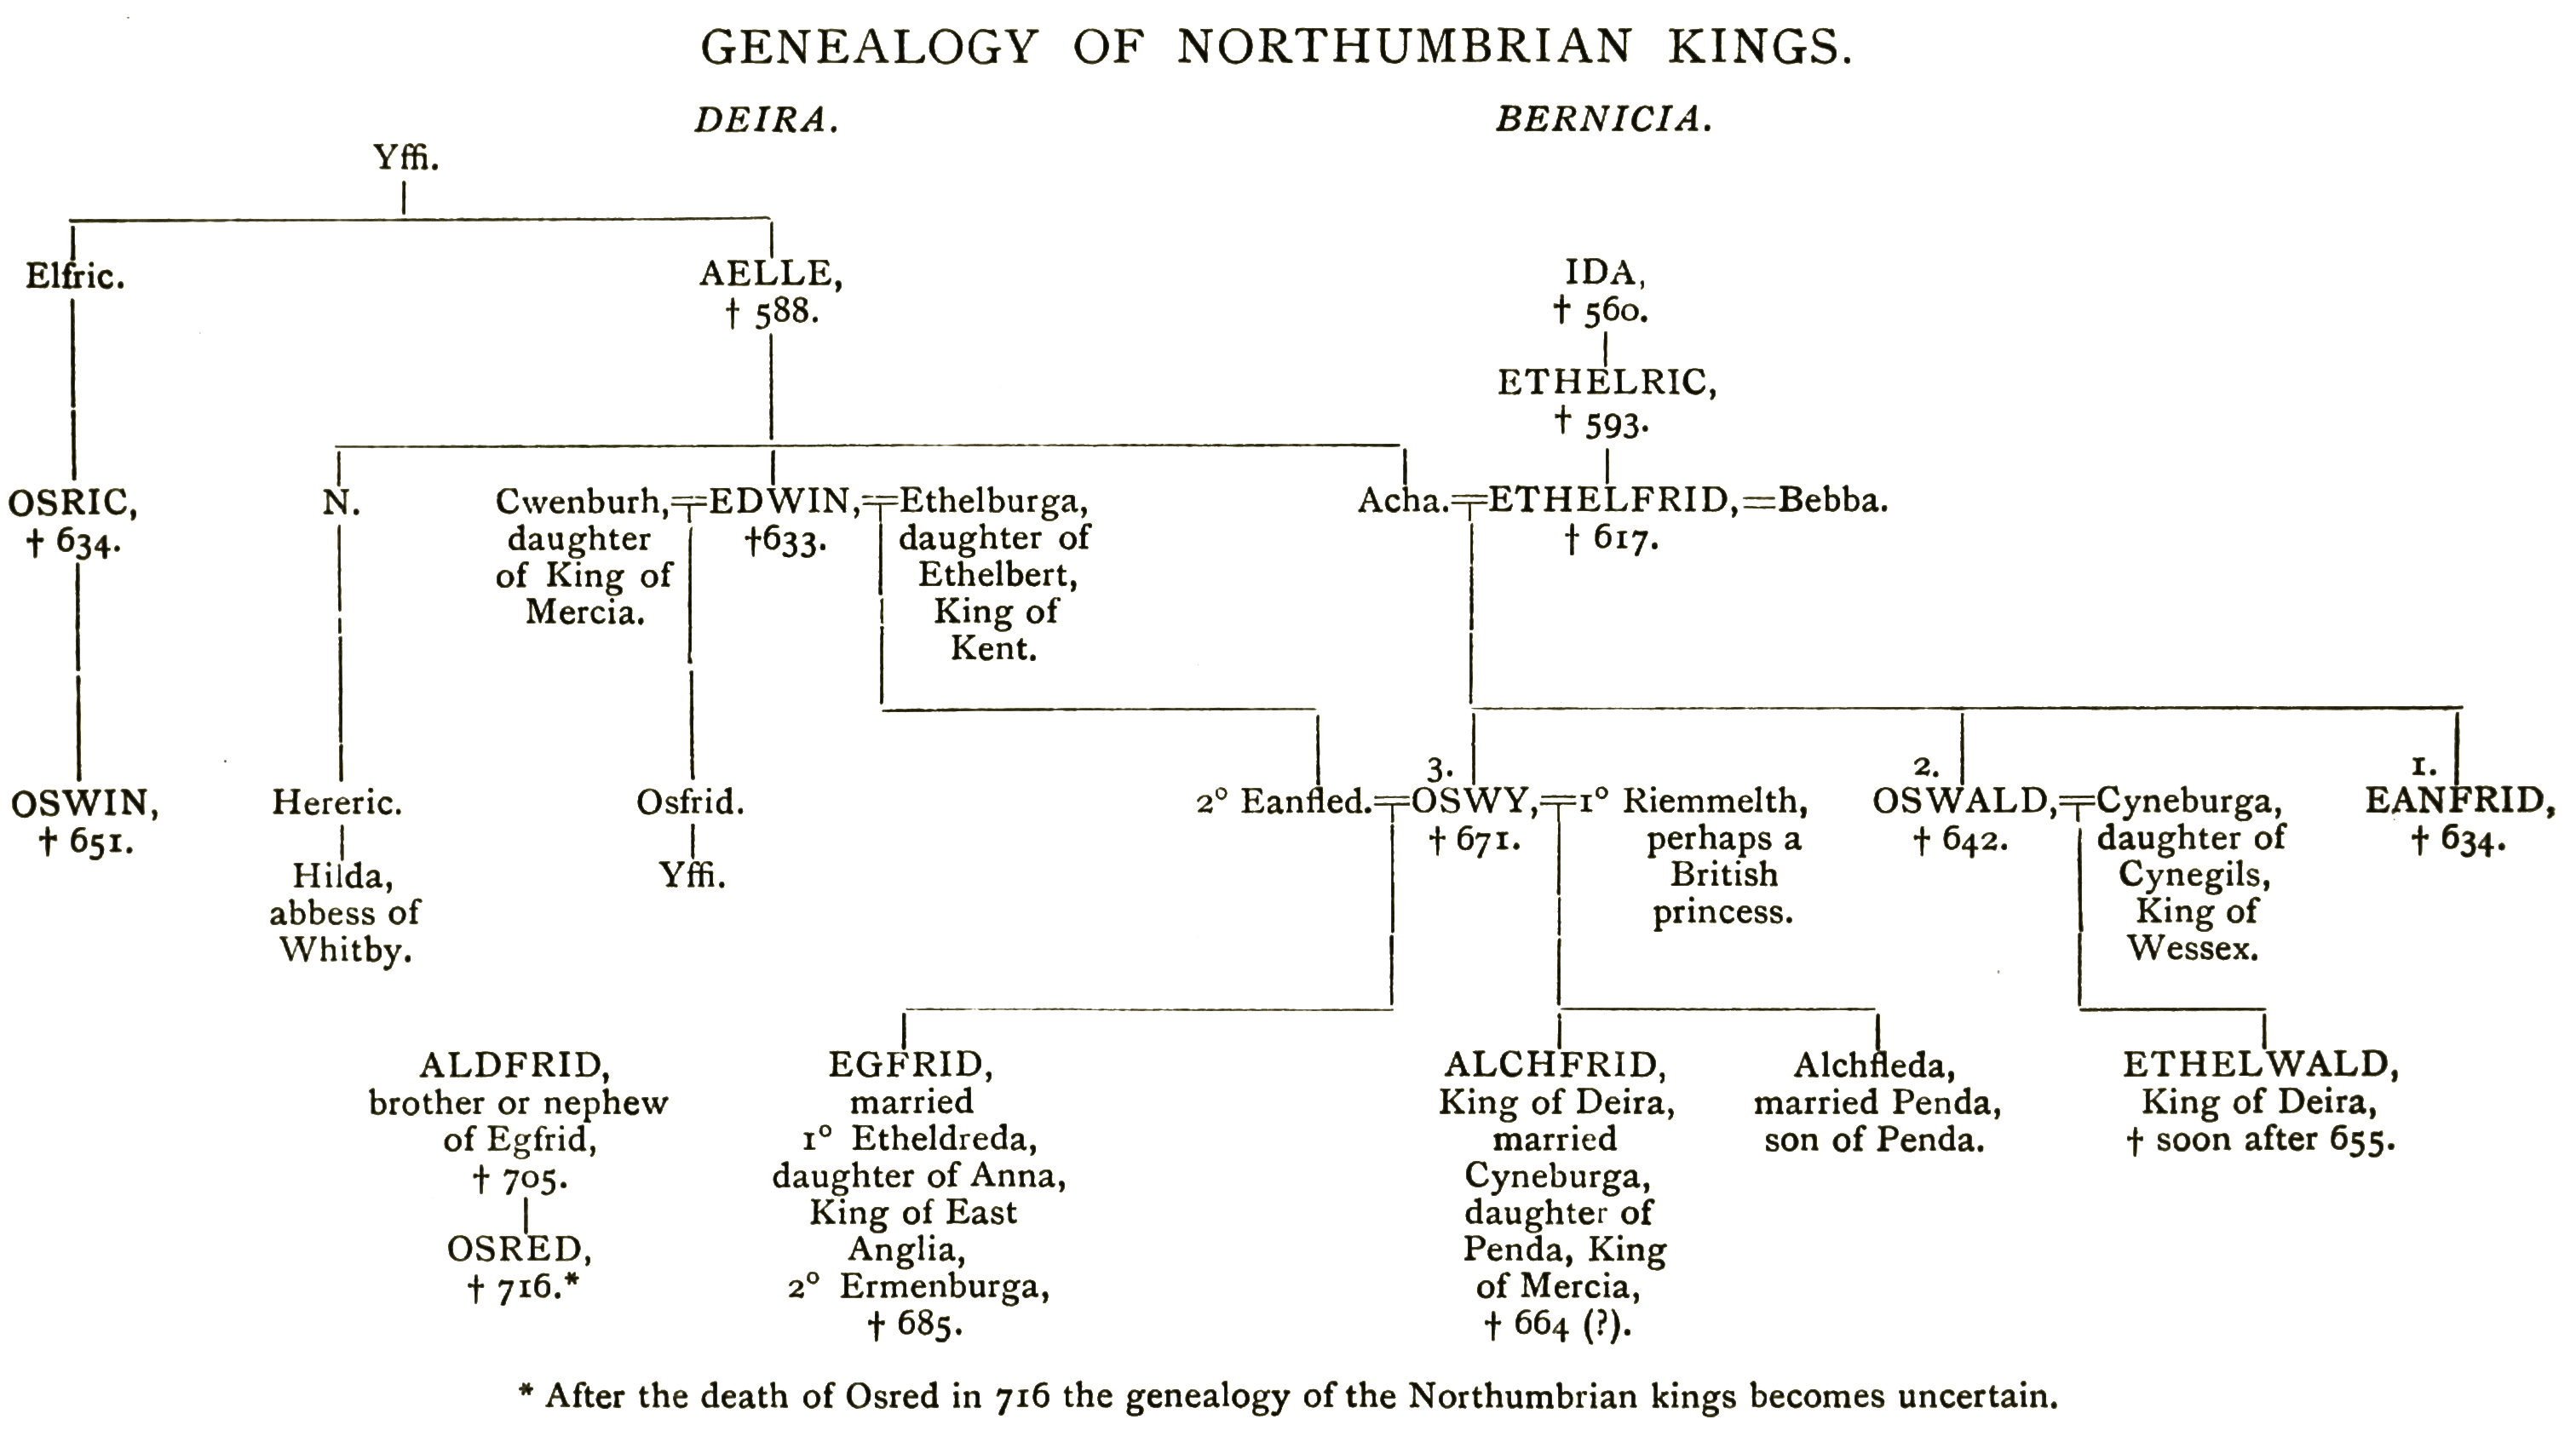 GENEALOGY OF NORTHUMBRIAN KINGS.
DEIRA.
BERNICIA.
Yffi.
Elfric.
AELLE,
† 588.
IDA,
† 560.
ETHELRIC,
† 593.
OSRIC,
† 634.
N.
Cwenburh,
daughter
of King of
Mercia.
=EDWIN,=
†633.
Ethelburga,
daughter of
Ethelbert,
King of
Kent.
Acha.=ETHELFRID,=Bebba.
† 617.
OSWIN,
† 651.
Hereric.
Hilda,
abbess of
Whitby.
Osfrid.
Yffi.
2° Eanfled.=
3.
OSWY,=
† 671.
1° Riemmelth,
perhaps a
British
princess.
2.
OSWALD,=
† 642.
Cyneburga,
daughter of
Cynegils,
King of
Wessex.
1.
EANFRID,
† 634.
ALDFRID,
brother or nephew
of Egfrid,
† 705.
OSRED,
† 716.*
EGFRID,
married
1° Etheldreda,
daughter of Anna,
King of East
Anglia,
2° Ermenburga,
† 685.
ALCHFRID,
King of Deira,
married
Cyneburga,
daughter of
Penda, King
of Mercia,
† 664 (?).
Alchfleda,
married Penda,
son of Penda.
ETHELWALD,
King of Deira,
† soon after 655.
* After the death of Osred in 716 the genealogy of the Northumbrian kings becomes uncertain.